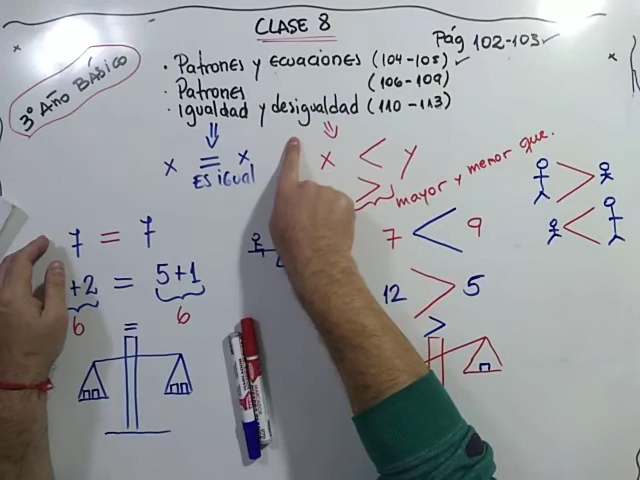 CLASE 8
Pág 102-103 ✓
3º AÑO BÁSICO
· Patrones y Ecuaciones (104-105) ✓
· Patrones (106-109)
· Igualdad y desigualdad (110-113)
x = x
ES IGUAL
x < y
>
mayor y menor que.
>
<
7 = 7
7 < 9
+2 = 5+1
6 6
12 > 5
=
>